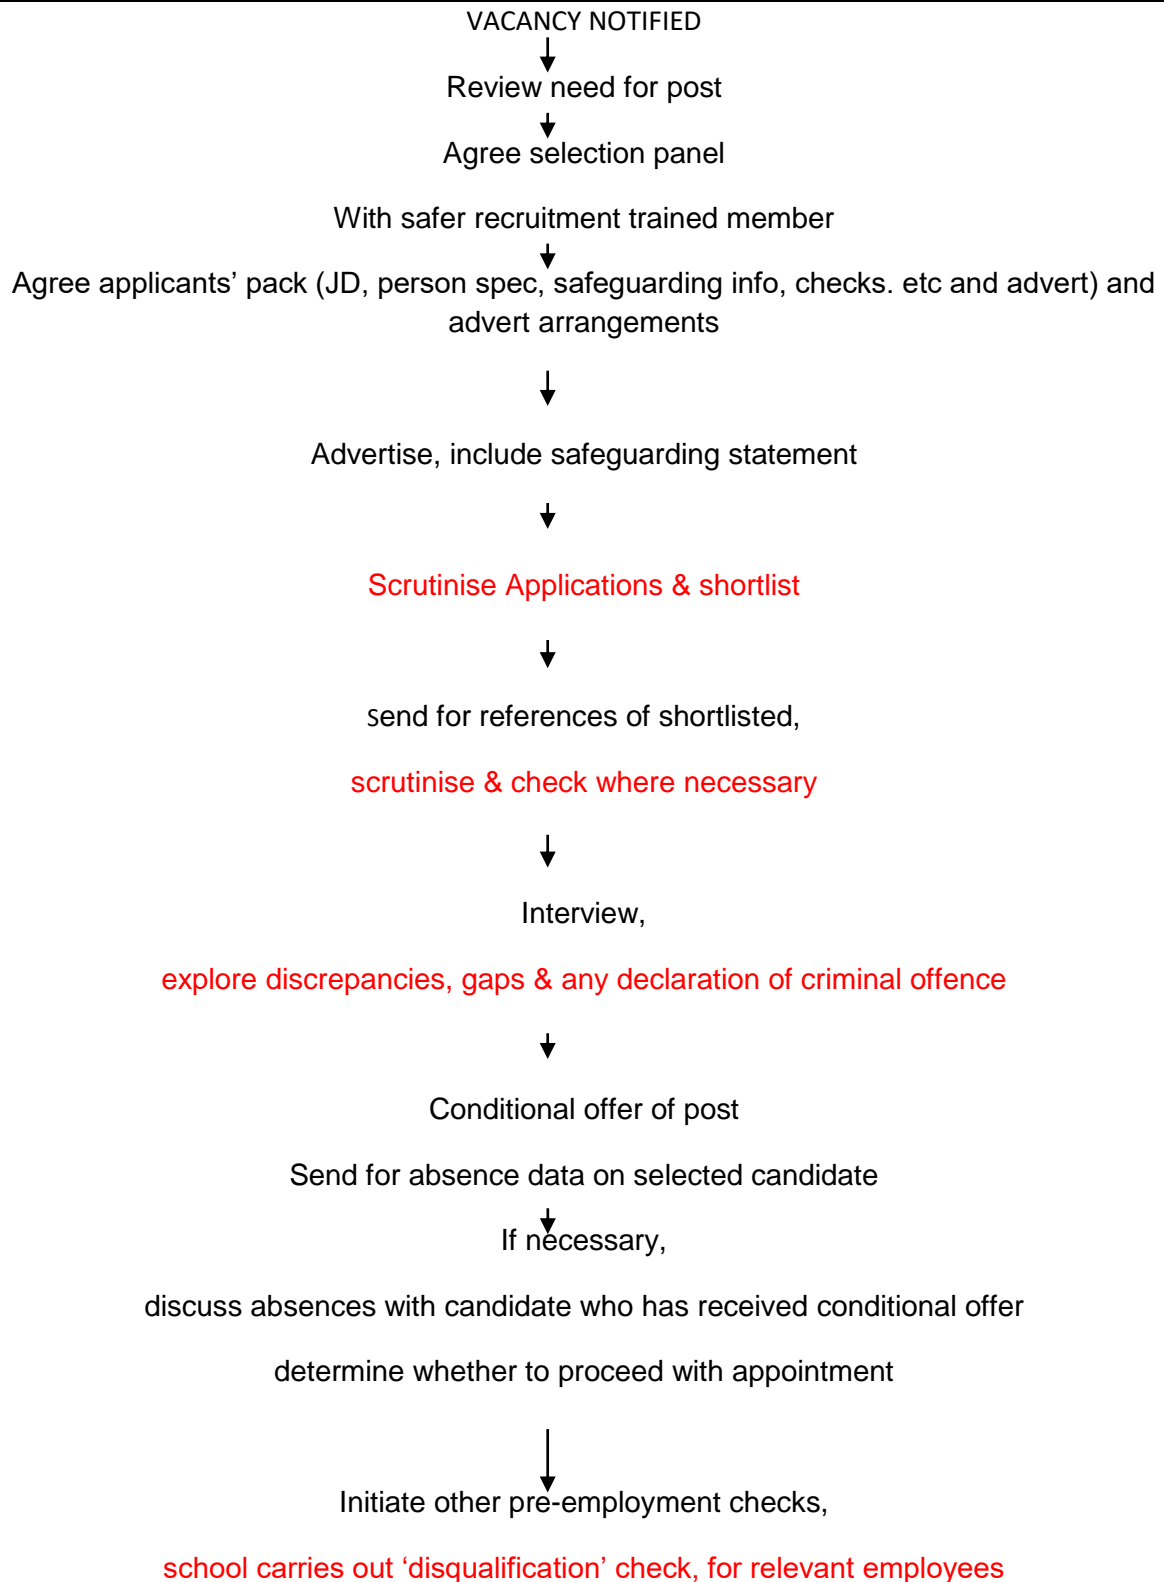 VACANCY NOTIFIED
Review need for post
Agree selection panel
With safer recruitment trained member
Agree applicants’ pack (JD, person spec, safeguarding info, checks. etc and advert) and
advert arrangements
Advertise, include safeguarding statement
Scrutinise Applications & shortlist
Send for references of shortlisted,
scrutinise & check where necessary
Interview,
explore discrepancies, gaps & any declaration of criminal offence
Conditional offer of post
Send for absence data on selected candidate
If necessary,
discuss absences with candidate who has received conditional offer
determine whether to proceed with appointment
Initiate other pre-employment checks,
school carries out ‘disqualification’ check, for relevant employees